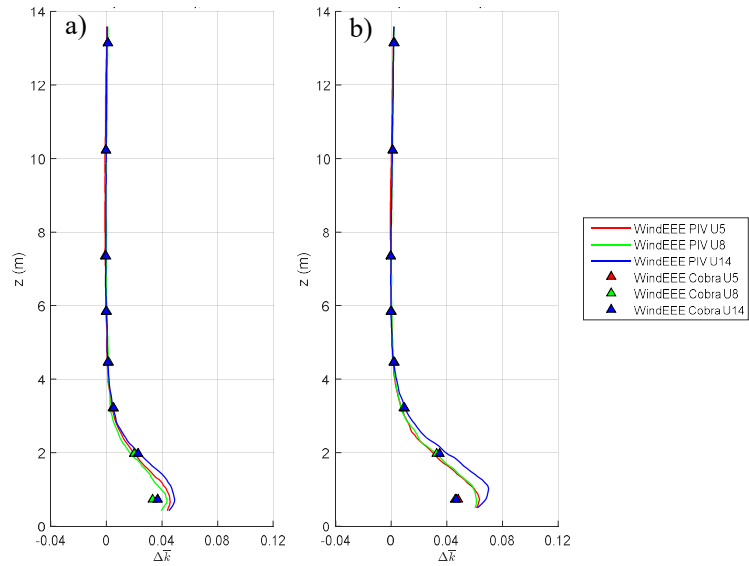 a)
14
12
10
8
6
4
2
0
z (m)
-0.04
0
0.04
0.08
0.12
Δk̅
b)
14
12
10
8
6
4
2
0
z (m)
-0.04
0
0.04
0.08
0.12
Δk̅
WindEEE PIV U5
WindEEE PIV U8
WindEEE PIV U14
WindEEE Cobra U5
WindEEE Cobra U8
WindEEE Cobra U14